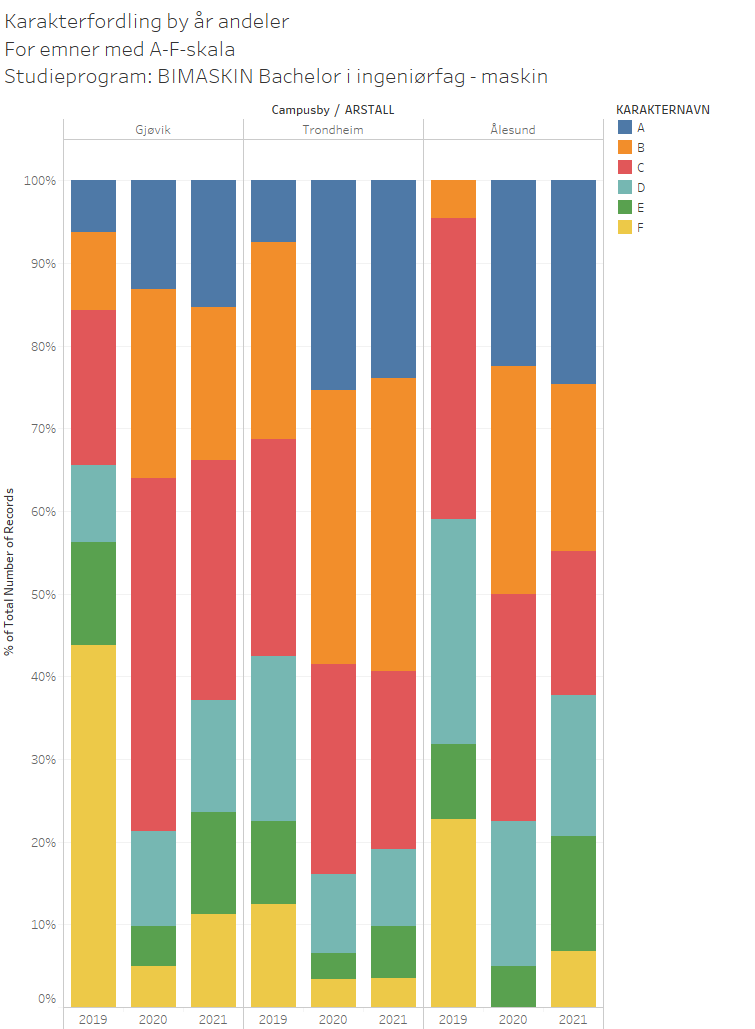 Karakterfordling by år andeler
For emner med A-F-skala
Studieprogram: BIMASKIN Bachelor i ingeniørfag - maskin
Campusby / ARSTALL
Gjøvik
Trondheim
Ålesund
KARAKTERNAVN
A
B
C
D
E
F
% of Total Number of Records
100%
90%
80%
70%
60%
50%
40%
30%
20%
10%
0%
2019
2020
2021
2019
2020
2021
2019
2020
2021